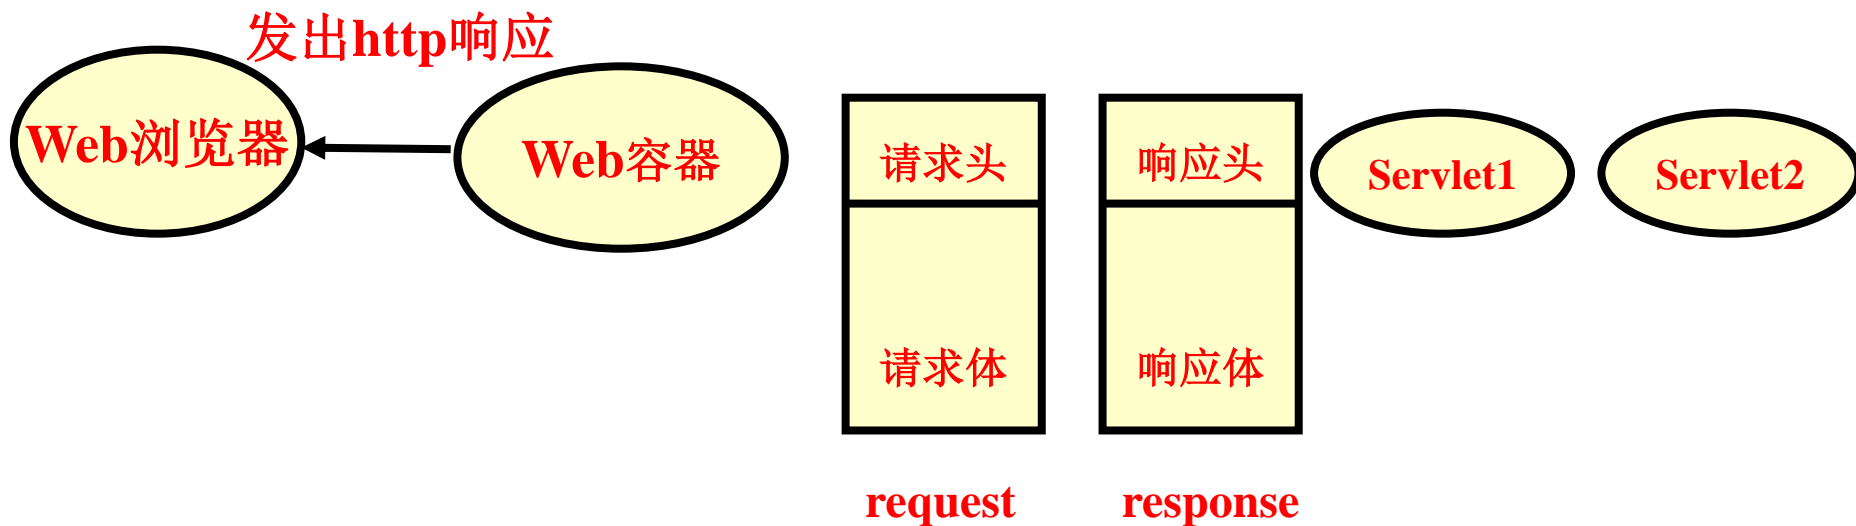 发出http响应
Web浏览器
Web容器
请求头
响应头
Servlet1
Servlet2
请求体
响应体
request
response